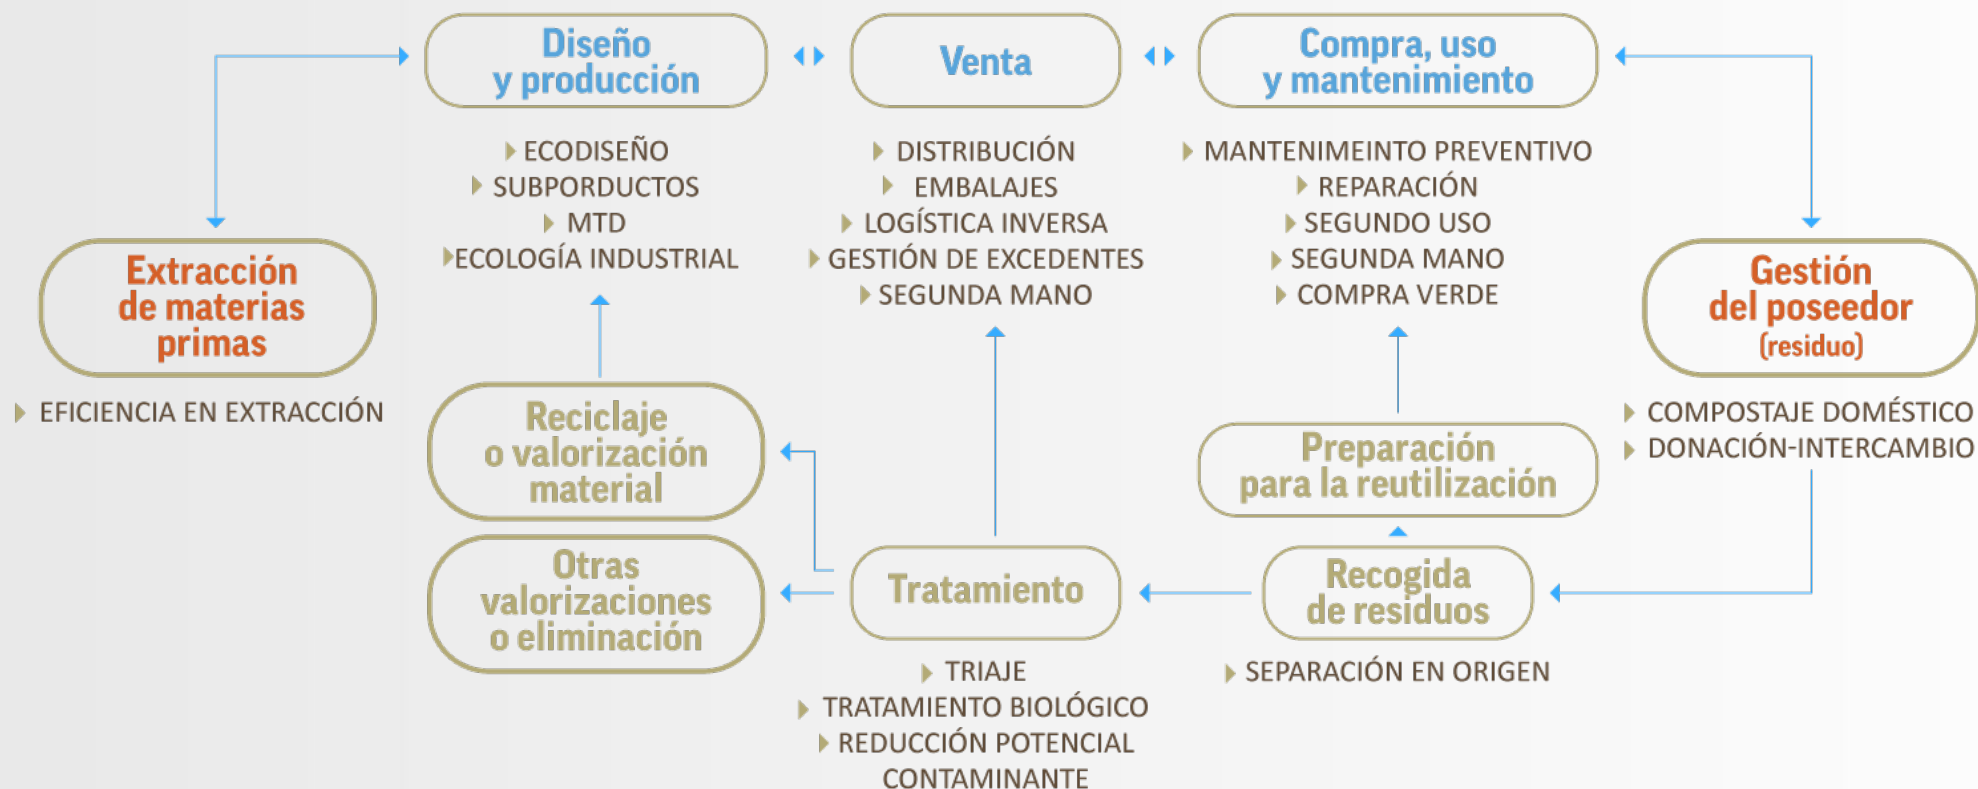 Diseño
y producción
Venta
Compra, uso
y mantenimiento
ECODISEÑO
SUBPORDUCTOS
MTD
ECOLOGÍA INDUSTRIAL
DISTRIBUCIÓN
EMBALAJES
LOGÍSTICA INVERSA
GESTIÓN DE EXCEDENTES
SEGUNDA MANO
MANTENIMEINTO PREVENTIVO
REPARACIÓN
SEGUNDO USO
SEGUNDA MANO
COMPRA VERDE
Extracción
de materias
primas
EFICIENCIA EN EXTRACCIÓN
Gestión
del poseedor
(residuo)
COMPOSTAJE DOMÉSTICO
DONACIÓN-INTERCAMBIO
Reciclaje
o valorización
material
Preparación
para la reutilización
Otras
valorizaciones
o eliminación
Tratamiento
Recogida
de residuos
TRIAJE
TRATAMIENTO BIOLÓGICO
REDUCCIÓN POTENCIAL
CONTAMINANTE
SEPARACIÓN EN ORIGEN